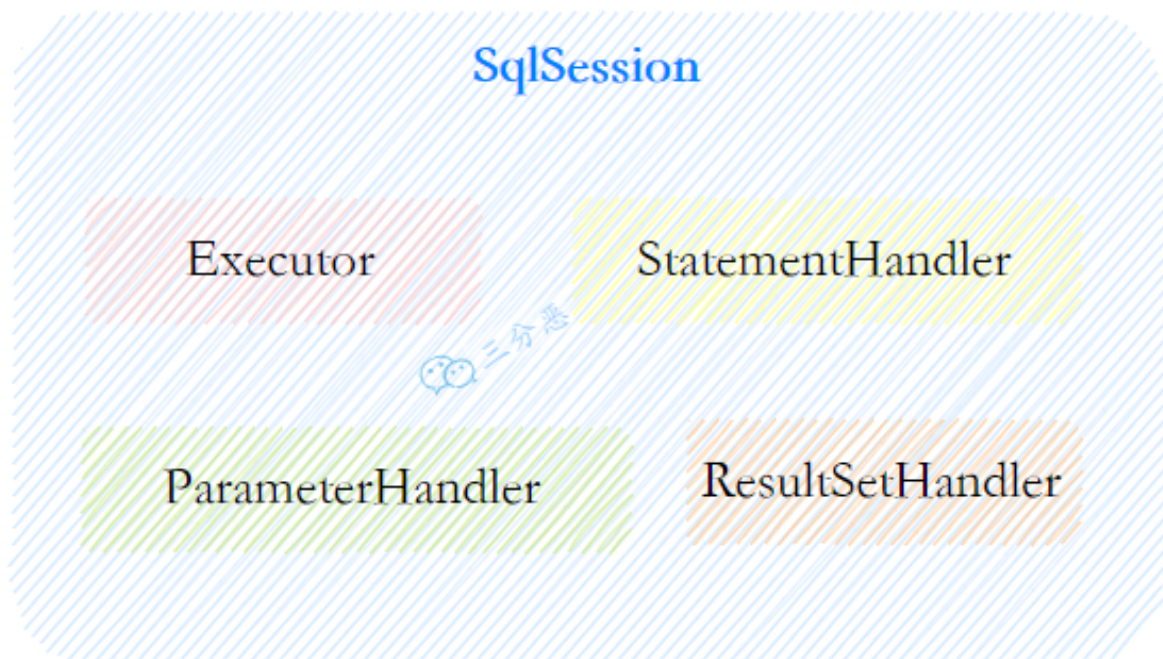 SqlSession
Executor
StatementHandler
三分恶
ParameterHandler
ResultSetHandler